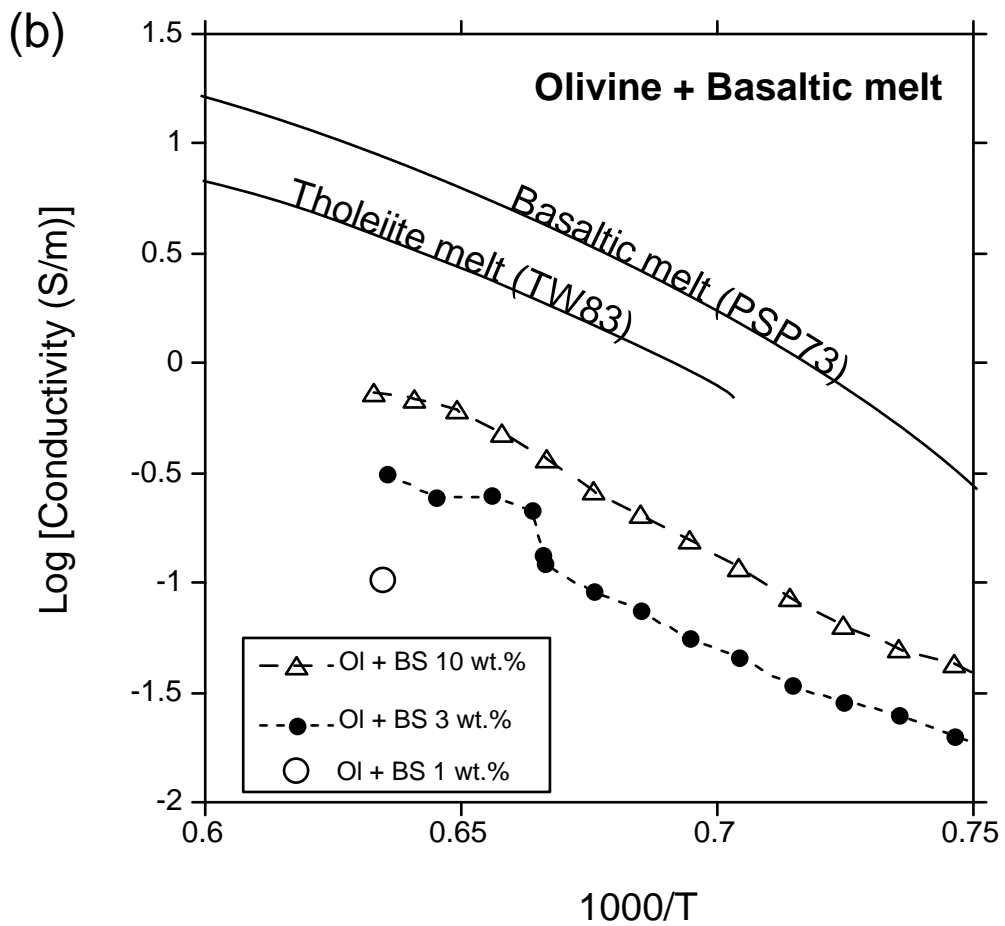 (b)
1.5
Olivine + Basaltic melt
1
Basaltic melt (PSP73)
Tholeiite melt (TW83)
0.5
Log [Conductivity (S/m)]
0
-0.5
-1
Ol + BS 10 wt.%
-1.5
Ol + BS 3 wt.%
Ol + BS 1 wt.%
-2
0.6 0.65 0.7 0.75
1000/T